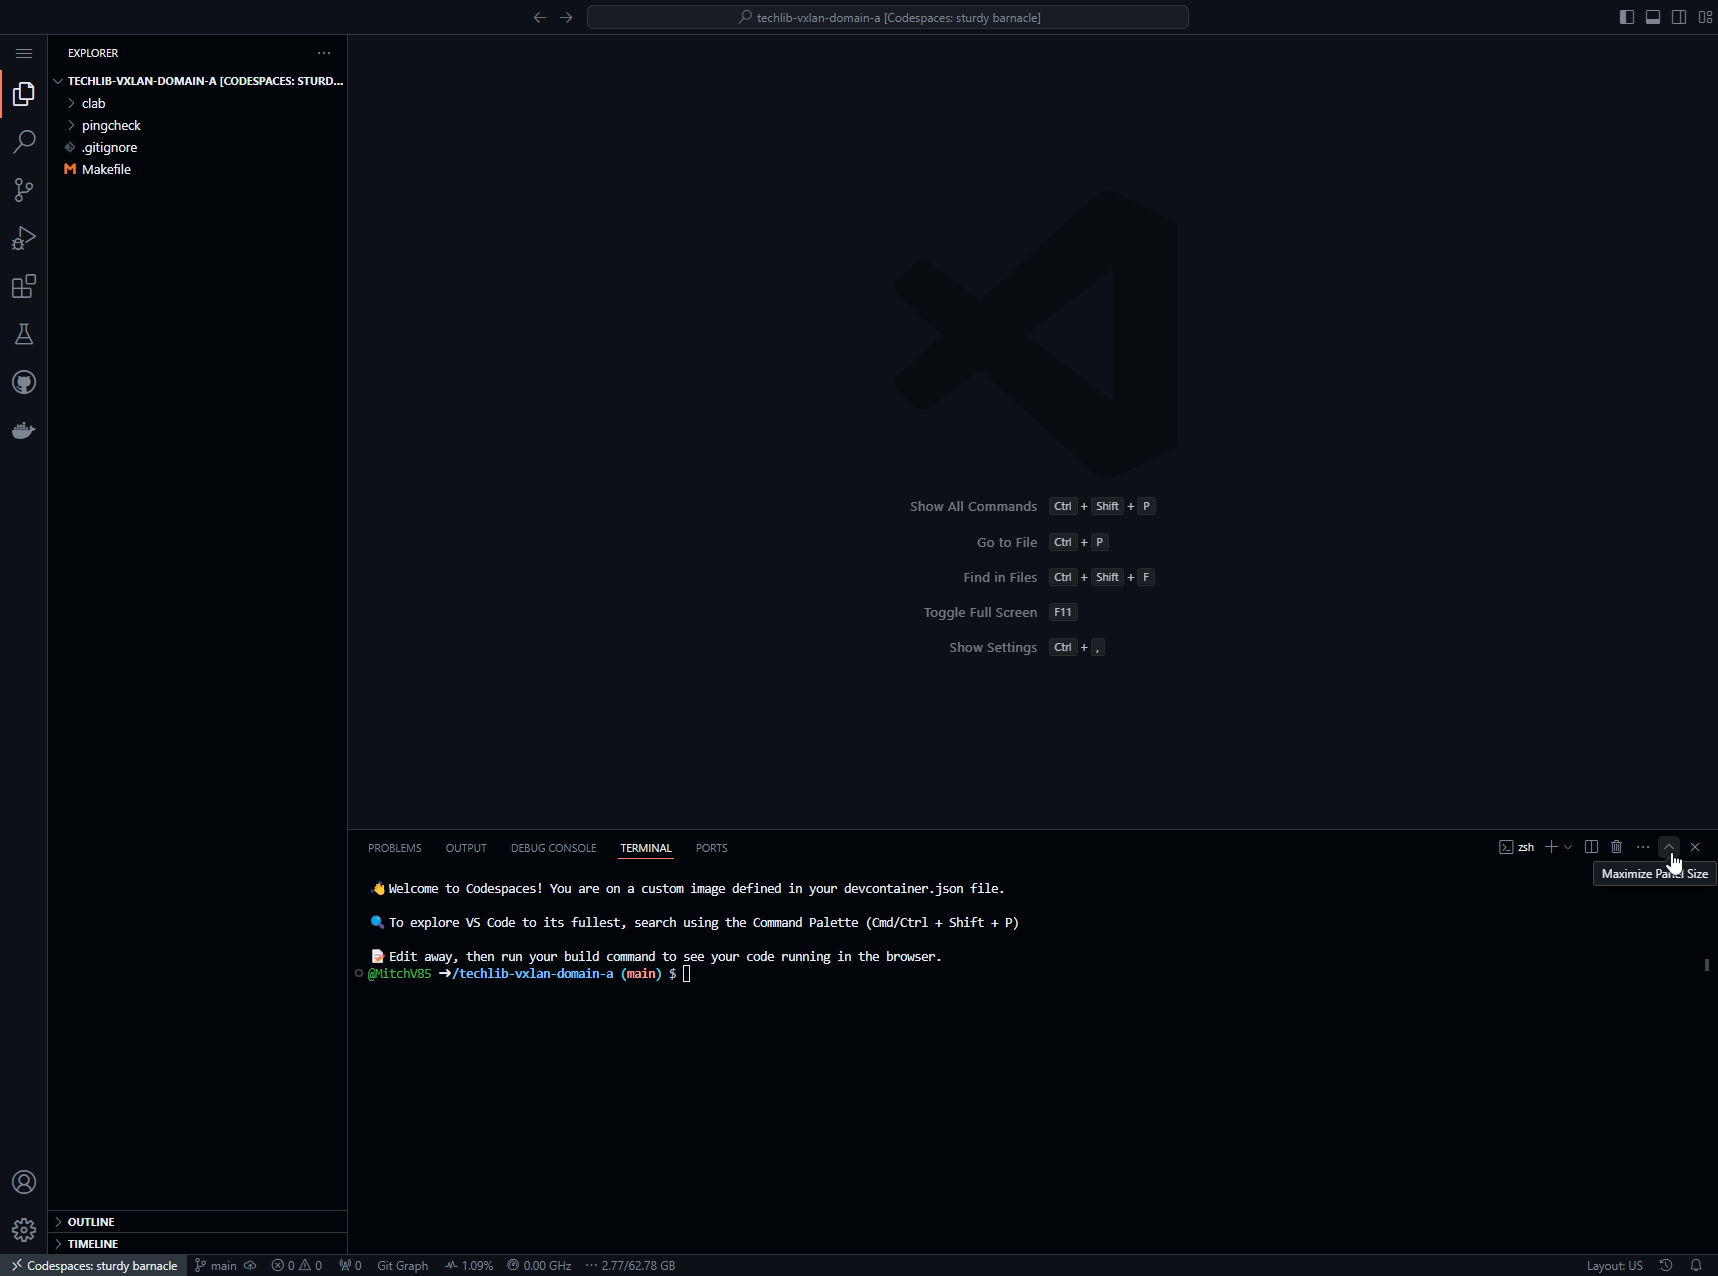 techlib-vxlan-domain-a [Codespaces: sturdy barnacle]
EXPLORER
TECHLIB-VXLAN-DOMAIN-A [CODESPACES: STURD...
clab
pingcheck
.gitignore
M Makefile
Show All Commands Ctrl + Shift + P
Go to File Ctrl + P
Find in Files Ctrl + Shift + F
Toggle Full Screen F11
Show Settings Ctrl + ,
PROBLEMS OUTPUT DEBUG CONSOLE TERMINAL PORTS zsh
Maximize Panel Size
👋 Welcome to Codespaces! You are on a custom image defined in your devcontainer.json file.
🔍 To explore VS Code to its fullest, search using the Command Palette (Cmd/Ctrl + Shift + P)
📝 Edit away, then run your build command to see your code running in the browser.
@MitchV85 ➜/techlib-vxlan-domain-a (main) $
OUTLINE
TIMELINE
Codespaces: sturdy barnacle main 0 0 0 Git Graph 1.09% 0.00 GHz 2.77/62.78 GB Layout: US